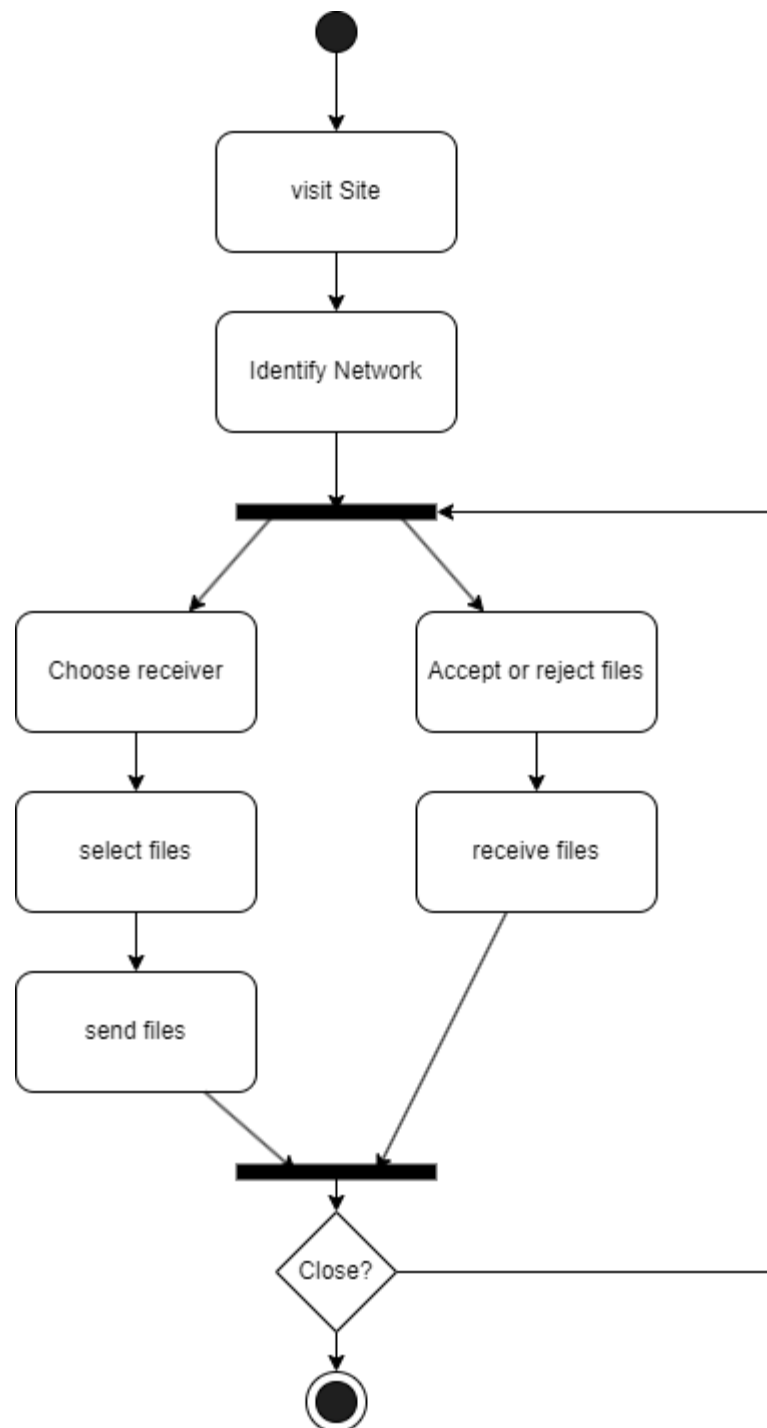 visit Site
Identify Network
Choose receiver
Accept or reject files
select files
receive files
send files
Close?